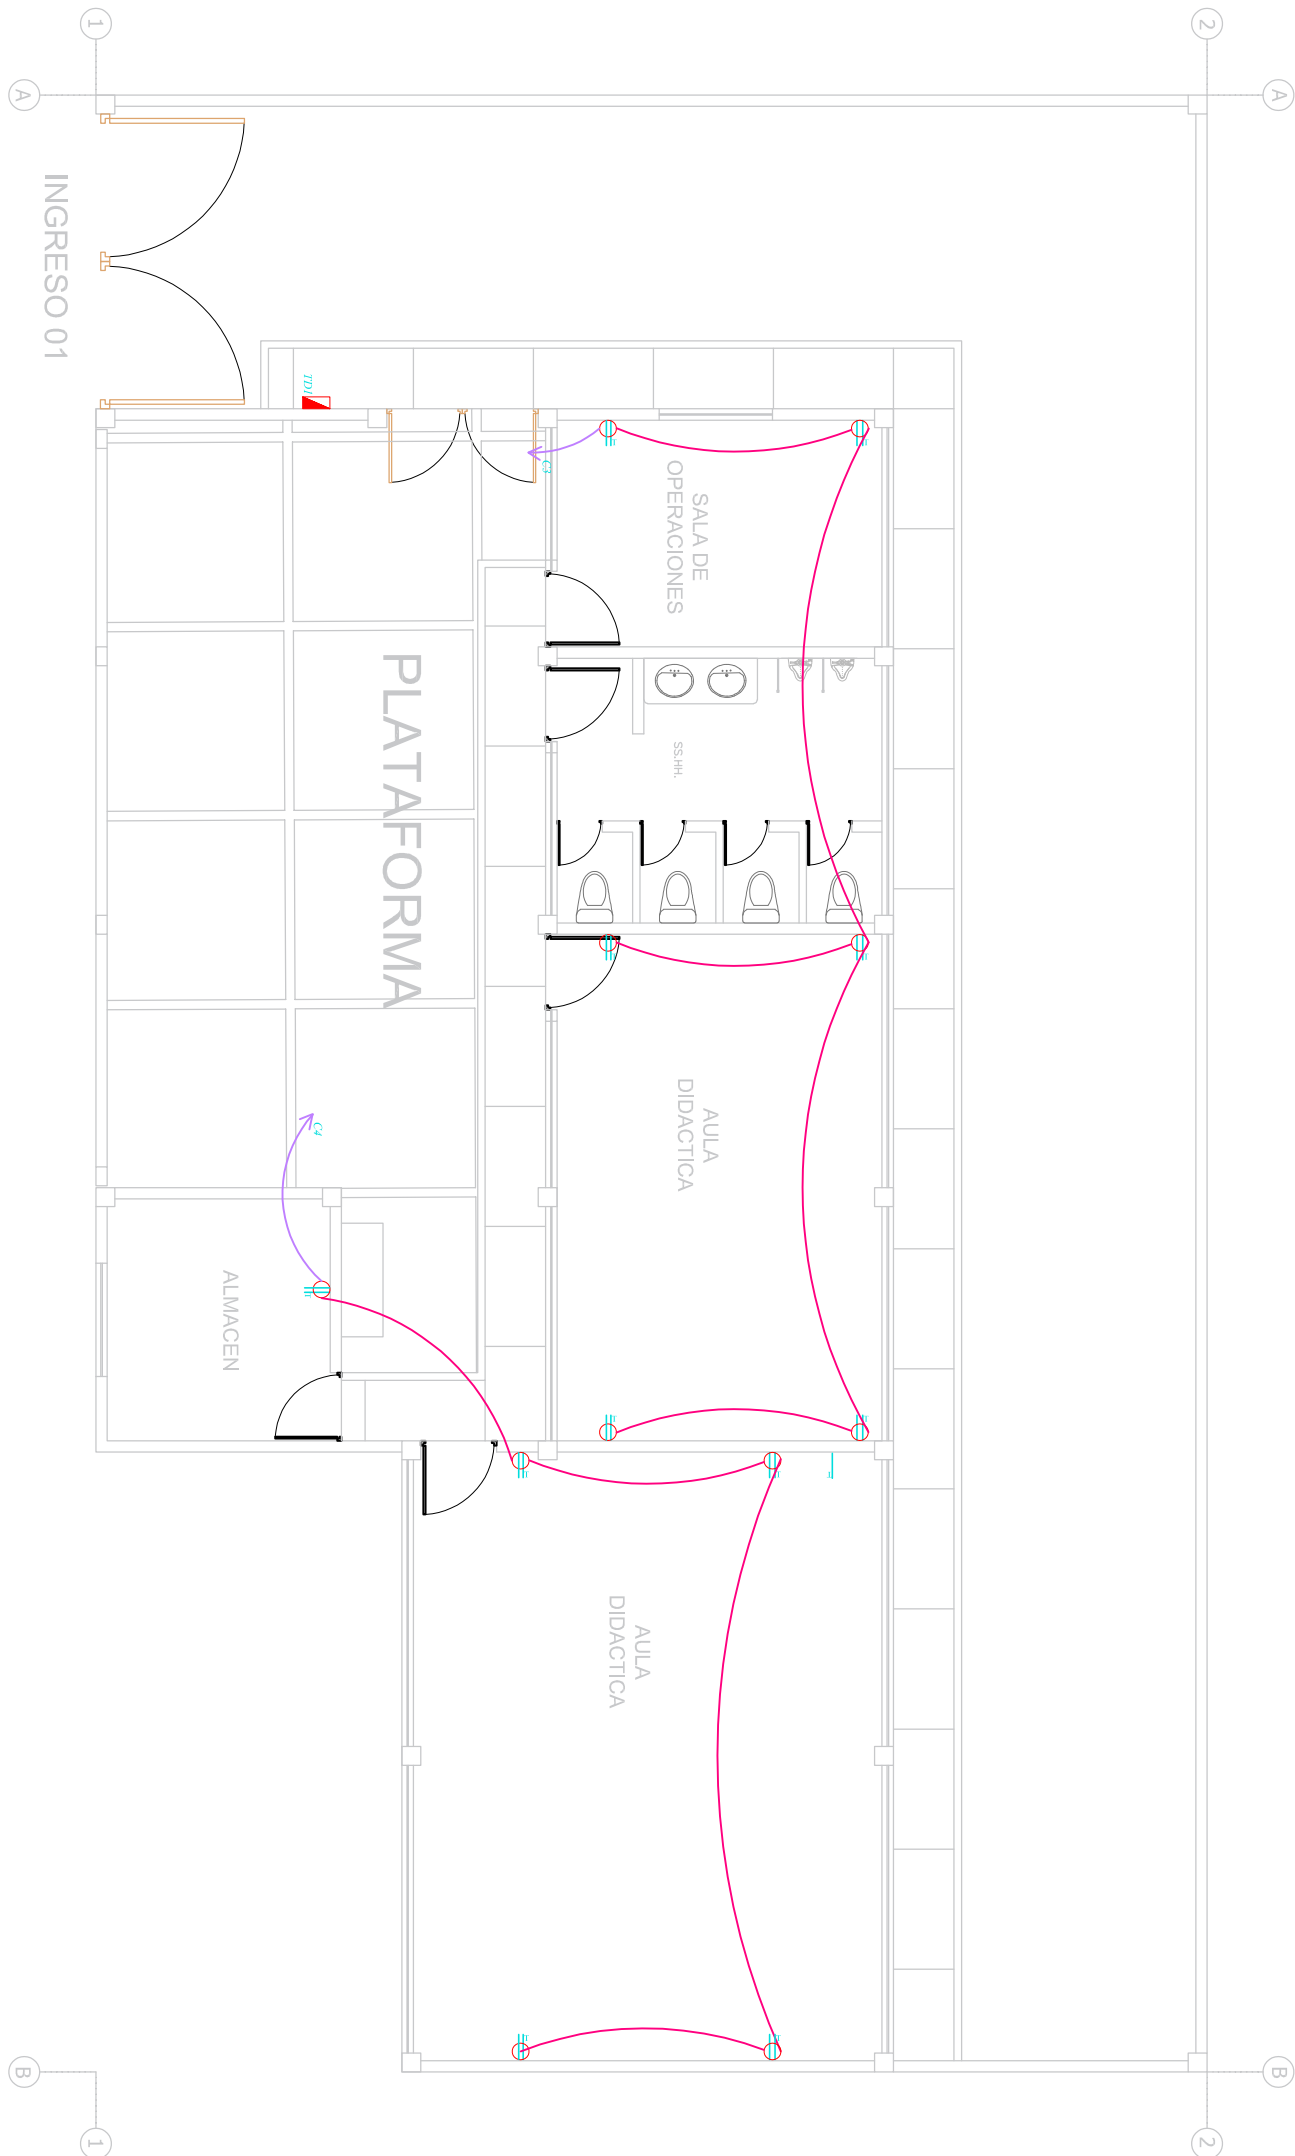 1
2
A
A
INGRESO 01
TD1
C3
SALA DE
OPERACIONES
SS.HH.
PLATAFORMA
AULA
DIDACTICA
C4
ALMACEN
AULA
DIDACTICA
B
B
1
2